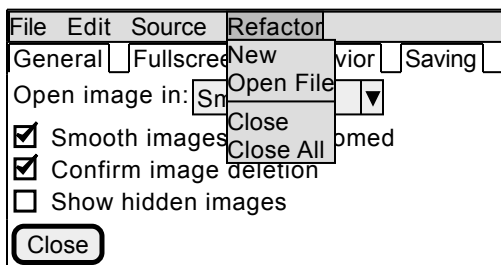 File Edit Source Refactor
General Fullscree vior Saving
New
Open File
Close
Close All
Open image in: Sm
Smooth images omed
Confirm image deletion
Show hidden images
Close